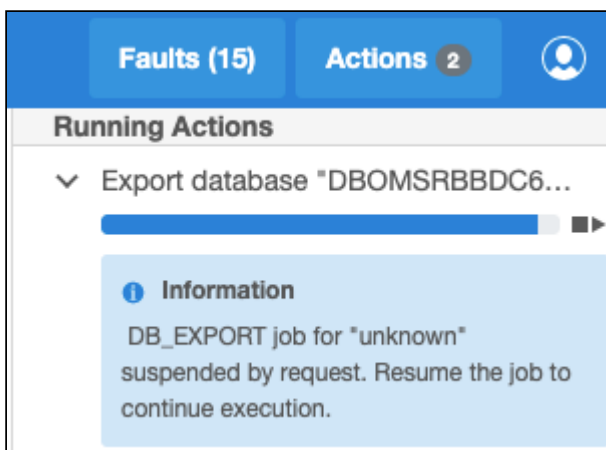 Faults (15) Actions 2
Running Actions
Export database "DBOMSRBBDC6...
Information
DB_EXPORT job for "unknown"
suspended by request. Resume the job to
continue execution.